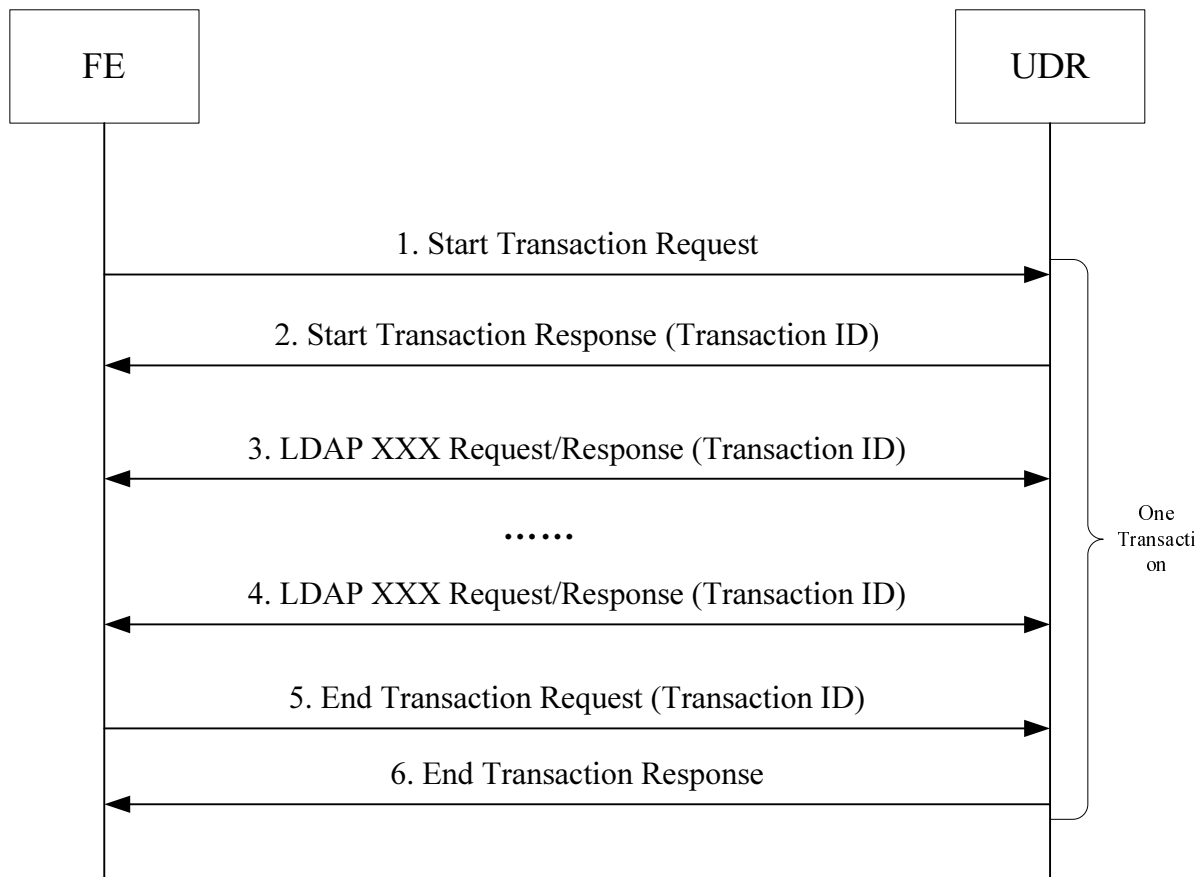 FE
UDR
1. Start Transaction Request
2. Start Transaction Response (Transaction ID)
3. LDAP XXX Request/Response (Transaction ID)
……
4. LDAP XXX Request/Response (Transaction ID)
One
Transacti
on
5. End Transaction Request (Transaction ID)
6. End Transaction Response